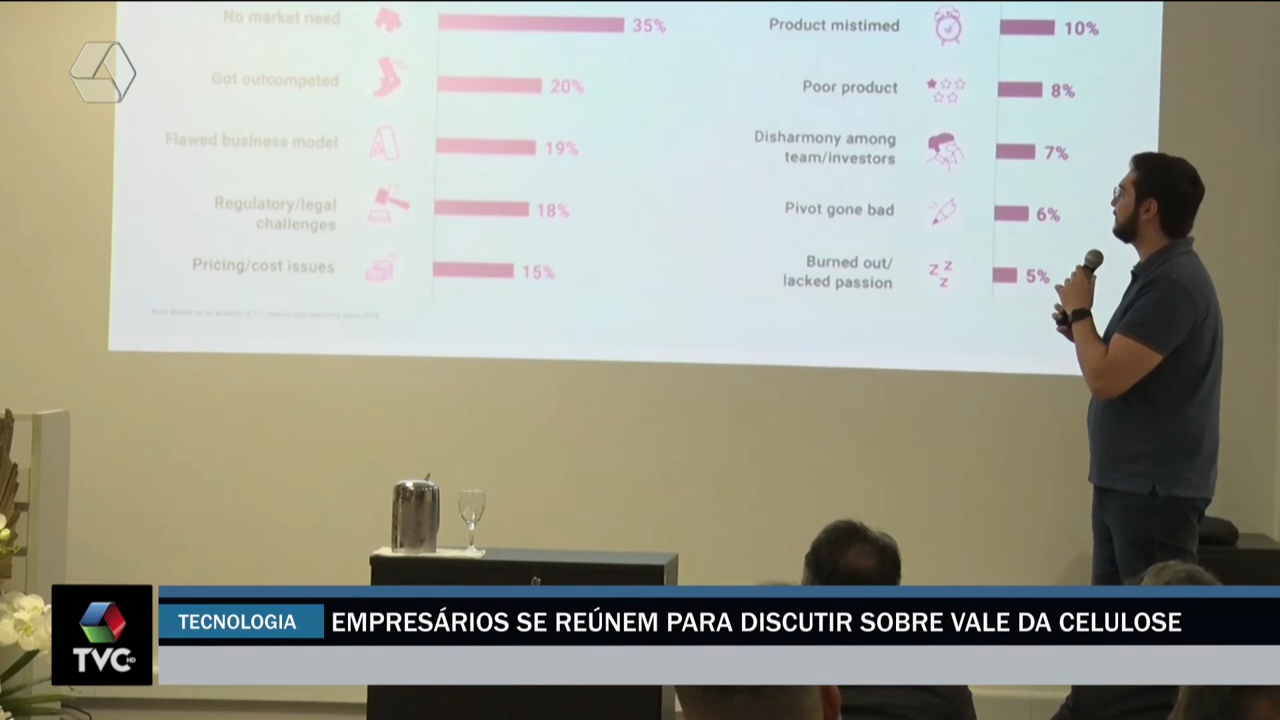 No market need
35%
Got outcompeted
20%
Flawed business model
19%
Regulatory/legal
challenges
18%
Pricing/cost issues
15%
Product mistimed
10%
Poor product
8%
Disharmony among
team/investors
7%
Pivot gone bad
6%
Burned out/
lacked passion
z z z
5%
TVC HD
TECNOLOGIA
EMPRESÁRIOS SE REÚNEM PARA DISCUTIR SOBRE VALE DA CELULOSE